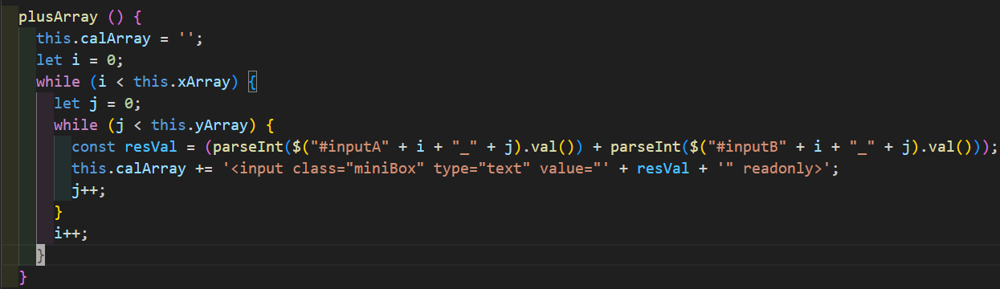 plusArray () {
this.calArray = '';
let i = 0;
while (i < this.xArray) {
let j = 0;
while (j < this.yArray) {
const resVal = (parseInt($("#inputA" + i + "_" + j).val()) + parseInt($("#inputB" + i + "_" + j).val()));
this.calArray += '<input class="miniBox" type="text" value="' + resVal + '" readonly>';
j++;
}
i++;
}
}